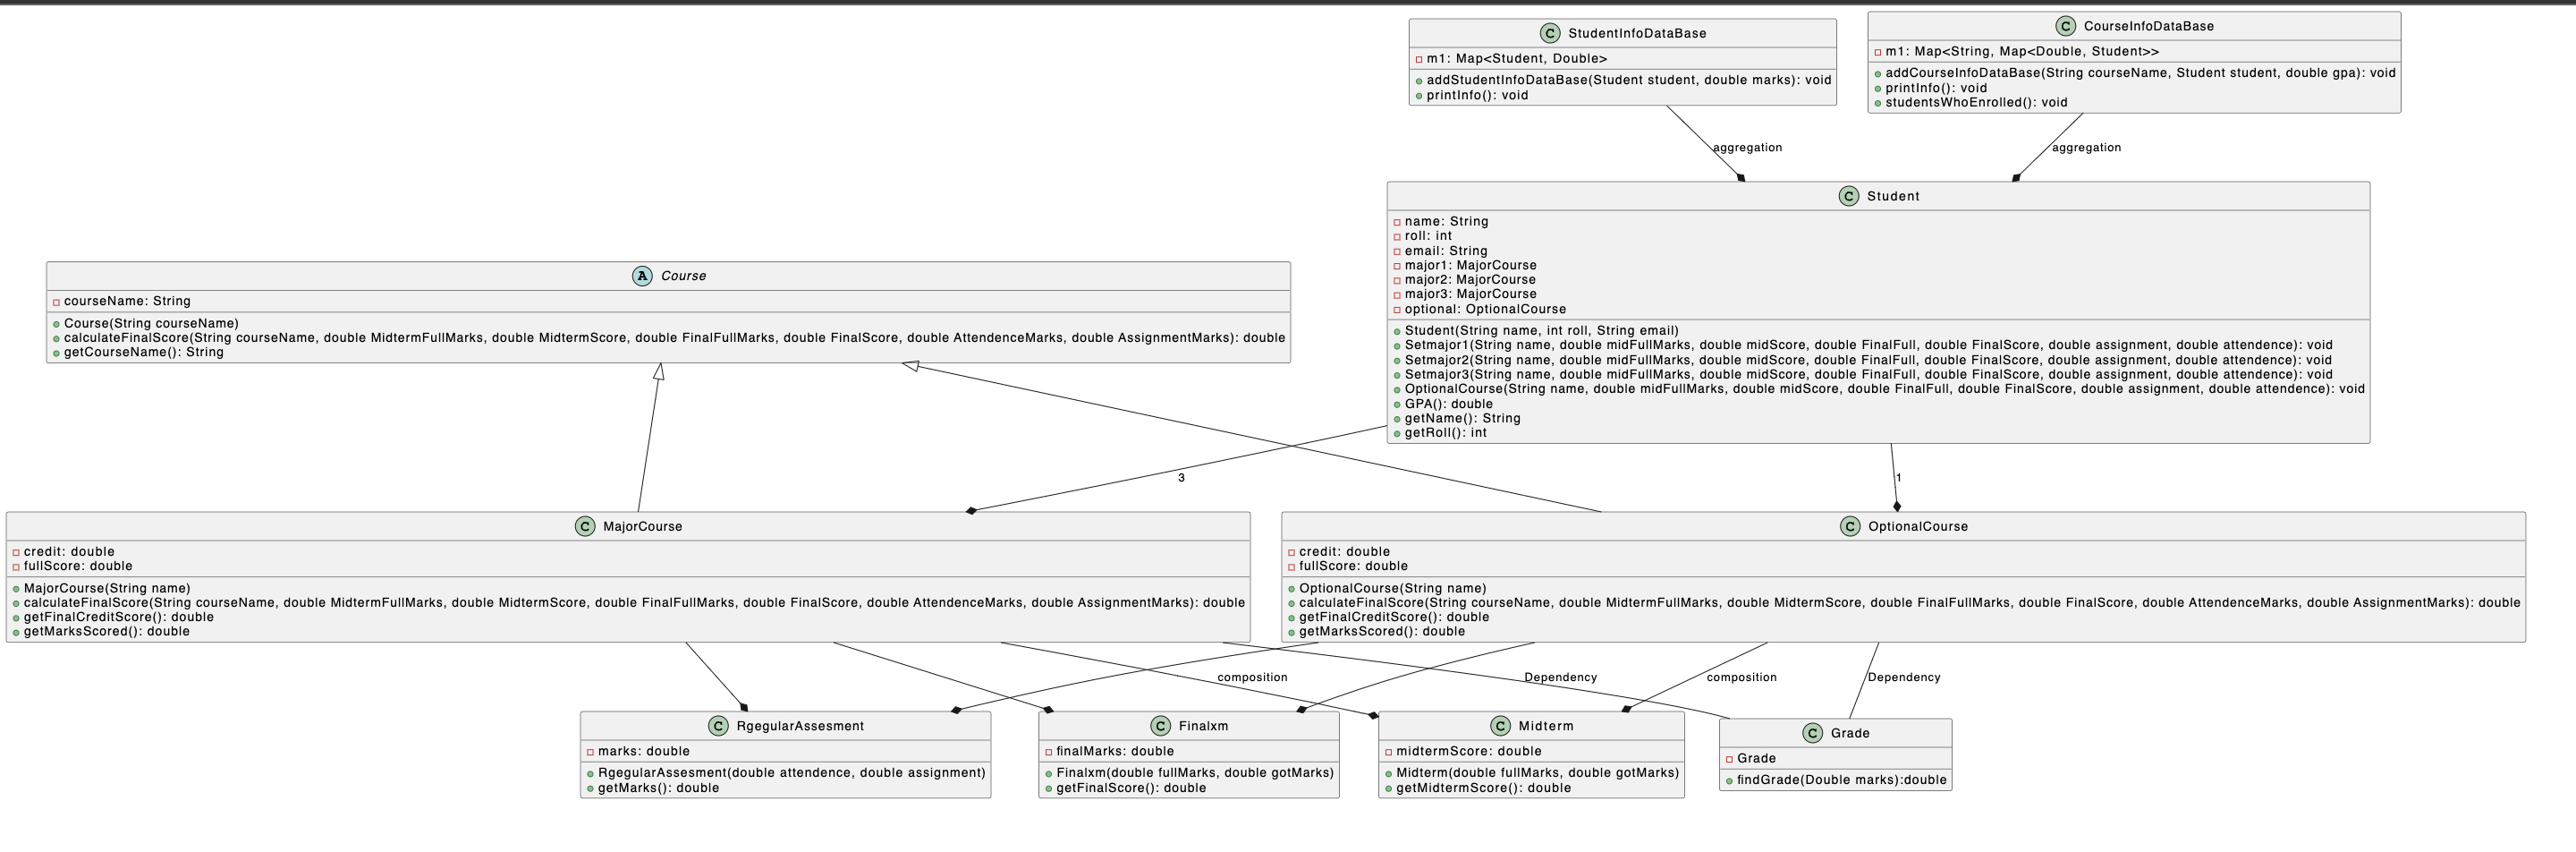 C StudentInfoDataBase
m1: Map<Student, Double>
addStudentInfoDataBase(Student student, double marks): void
printInfo(): void
C CourseInfoDataBase
m1: Map<String, Map<Double, Student>>
addCourseInfoDataBase(String courseName, Student student, double gpa): void
printInfo(): void
studentsWhoEnrolled(): void
aggregation
aggregation
C Student
name: String
roll: int
email: String
major1: MajorCourse
major2: MajorCourse
major3: MajorCourse
optional: OptionalCourse
Student(String name, int roll, String email)
Setmajor1(String name, double midFullMarks, double midScore, double FinalFull, double FinalScore, double assignment, double attendence): void
Setmajor2(String name, double midFullMarks, double midScore, double FinalFull, double FinalScore, double assignment, double attendence): void
Setmajor3(String name, double midFullMarks, double midScore, double FinalFull, double FinalScore, double assignment, double attendence): void
OptionalCourse(String name, double midFullMarks, double midScore, double FinalFull, double FinalScore, double assignment, double attendence): void
GPA(): double
getName(): String
getRoll(): int
A Course
courseName: String
Course(String courseName)
calculateFinalScore(String courseName, double MidtermFullMarks, double MidtermScore, double FinalFullMarks, double FinalScore, double AttendenceMarks, double AssignmentMarks): double
getCourseName(): String
3
1
C MajorCourse
credit: double
fullScore: double
MajorCourse(String name)
calculateFinalScore(String courseName, double MidtermFullMarks, double MidtermScore, double FinalFullMarks, double FinalScore, double AttendenceMarks, double AssignmentMarks): double
getFinalCreditScore(): double
getMarksScored(): double
C OptionalCourse
credit: double
fullScore: double
OptionalCourse(String name)
calculateFinalScore(String courseName, double MidtermFullMarks, double MidtermScore, double FinalFullMarks, double FinalScore, double AttendenceMarks, double AssignmentMarks): double
getFinalCreditScore(): double
getMarksScored(): double
composition
Dependency
composition
Dependency
C RgegularAssesment
marks: double
RgegularAssesment(double attendence, double assignment)
getMarks(): double
C Finalxm
finalMarks: double
Finalxm(double fullMarks, double gotMarks)
getFinalScore(): double
C Midterm
midtermScore: double
Midterm(double fullMarks, double gotMarks)
getMidtermScore(): double
C Grade
Grade
findGrade(Double marks):double